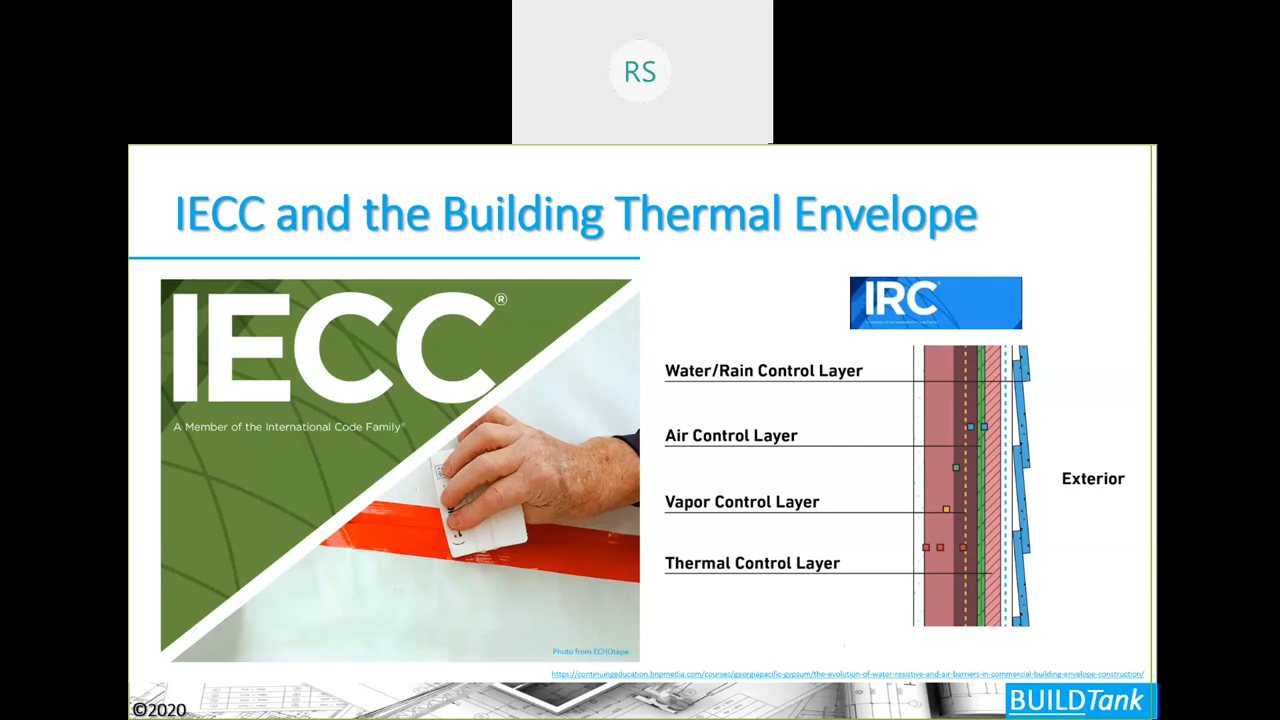 RS
IECC and the Building Thermal Envelope
IECC®
A Member of the International Code Family®
Photo from ECHOtape
IRC
Water/Rain Control Layer
Air Control Layer
Vapor Control Layer
Thermal Control Layer
Exterior
https://continuingeducation.bnpmedia.com/courses/georgiapacific-gypsum/the-evolution-of-water-resistive-and-air-barriers-in-commercial-building-envelope-construction/
©2020
BUILDTank